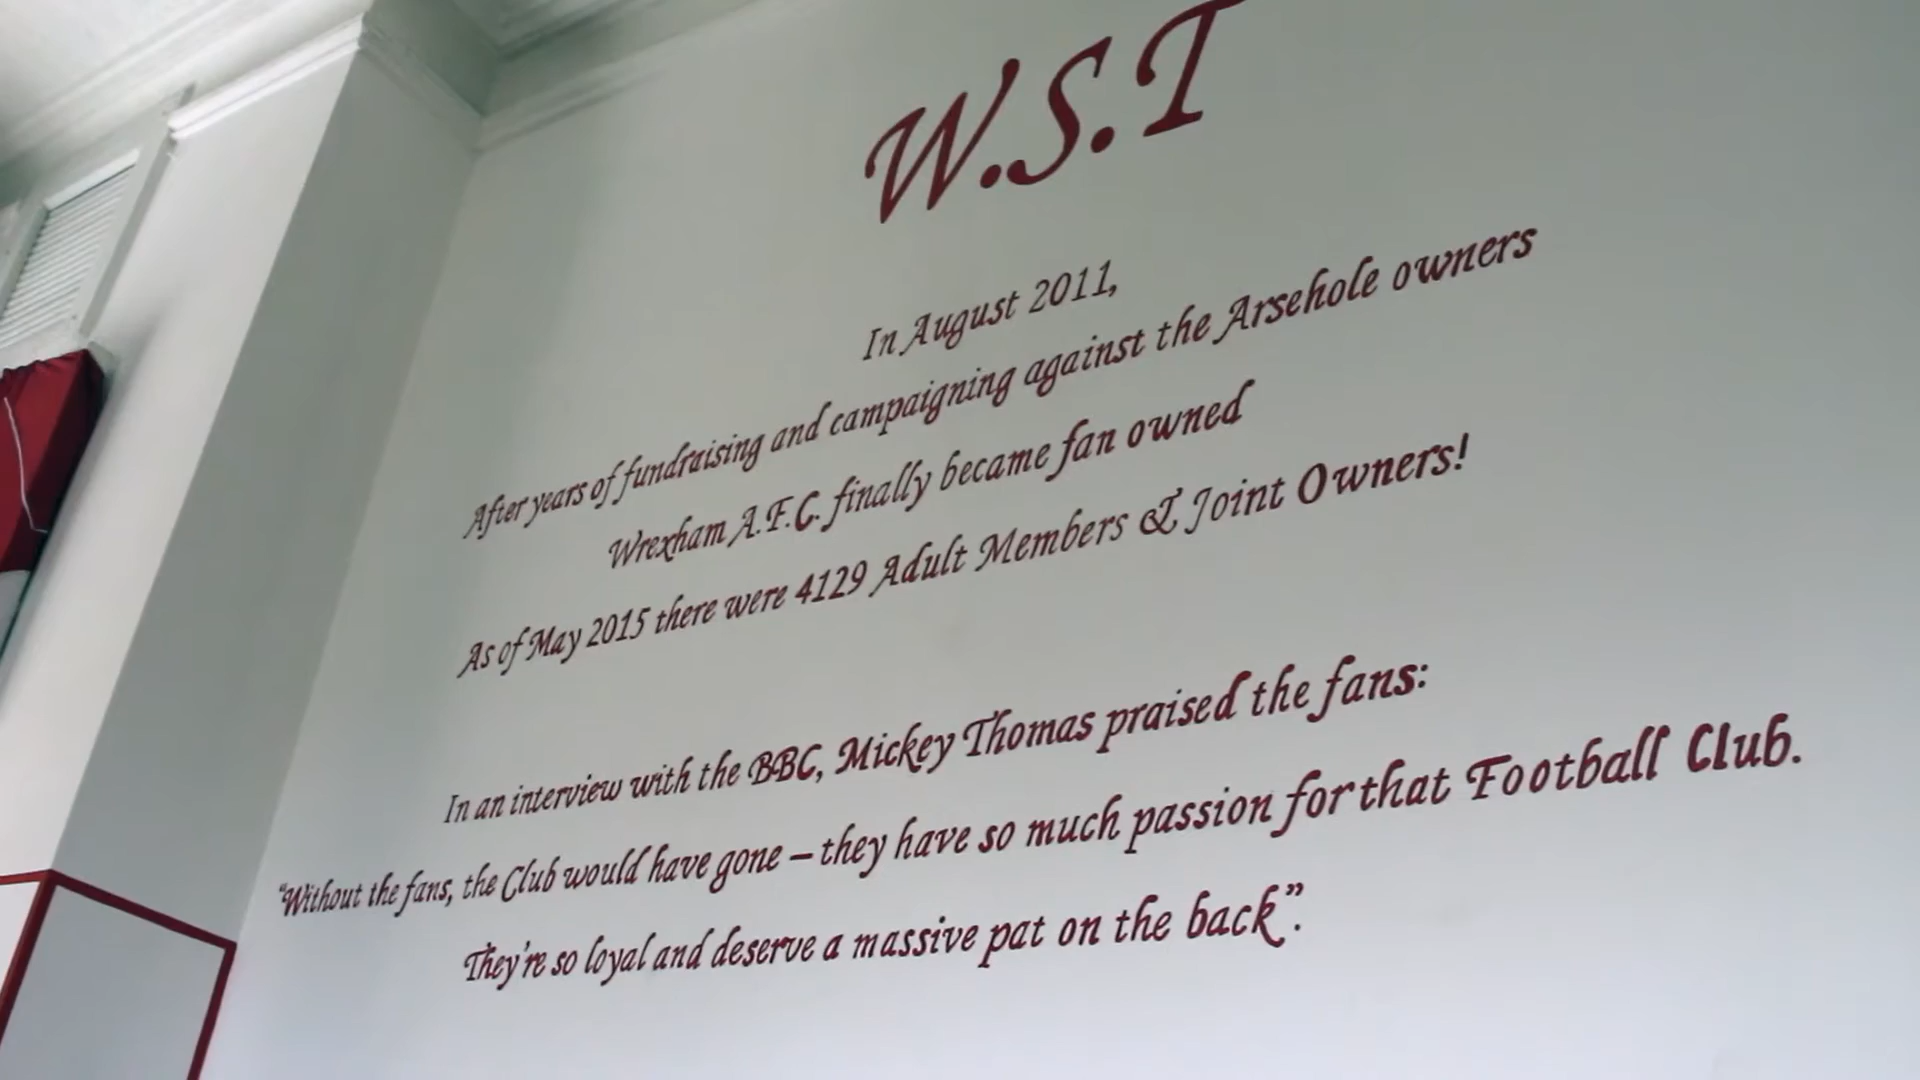 W.S.T
In August 2011,
After years of fundraising and campaigning against the Arsehole owners
Wrexham A.F.C. finally became fan owned
As of May 2015 there were 4129 Adult Members & Joint Owners!
In an interview with the BBC, Mickey Thomas praised the fans:
“Without the fans, the Club would have gone – they have so much passion for that Football Club.
They're so loyal and deserve a massive pat on the back”.